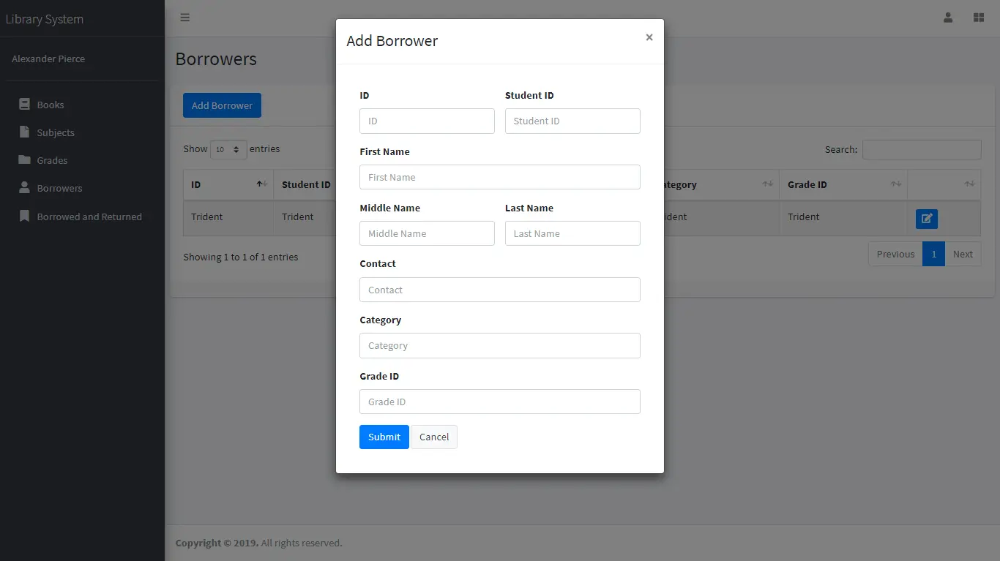 Library System
Alexander Pierce
Books
Subjects
Grades
Borrowers
Borrowed and Returned
Borrowers
Add Borrower
Show 10 entries
Search:
ID
Student ID
Grade ID
Trident
Trident
Trident
Showing 1 to 1 of 1 entries
Previous 1 Next
Add Borrower ×
ID
Student ID
ID
Student ID
First Name
First Name
Middle Name
Last Name
Middle Name
Last Name
Contact
Contact
Category
Category
Grade ID
Grade ID
Submit
Cancel
Copyright © 2019. All rights reserved.